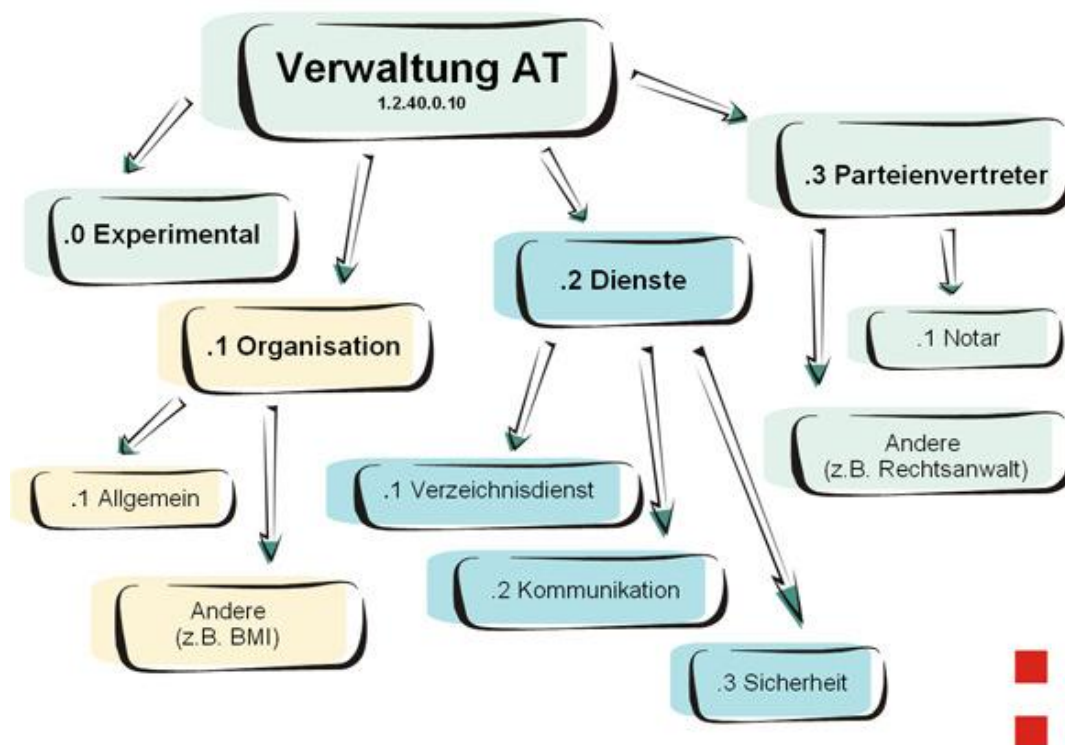 Verwaltung AT
1.2.40.0.10
.3 Parteienvertreter
.0 Experimental
.2 Dienste
.1 Organisation
.1 Notar
Andere
(z.B. Rechtsanwalt)
.1 Allgemein
.1 Verzeichnisdienst
.2 Kommunikation
Andere
(z.B. BMI)
.3 Sicherheit